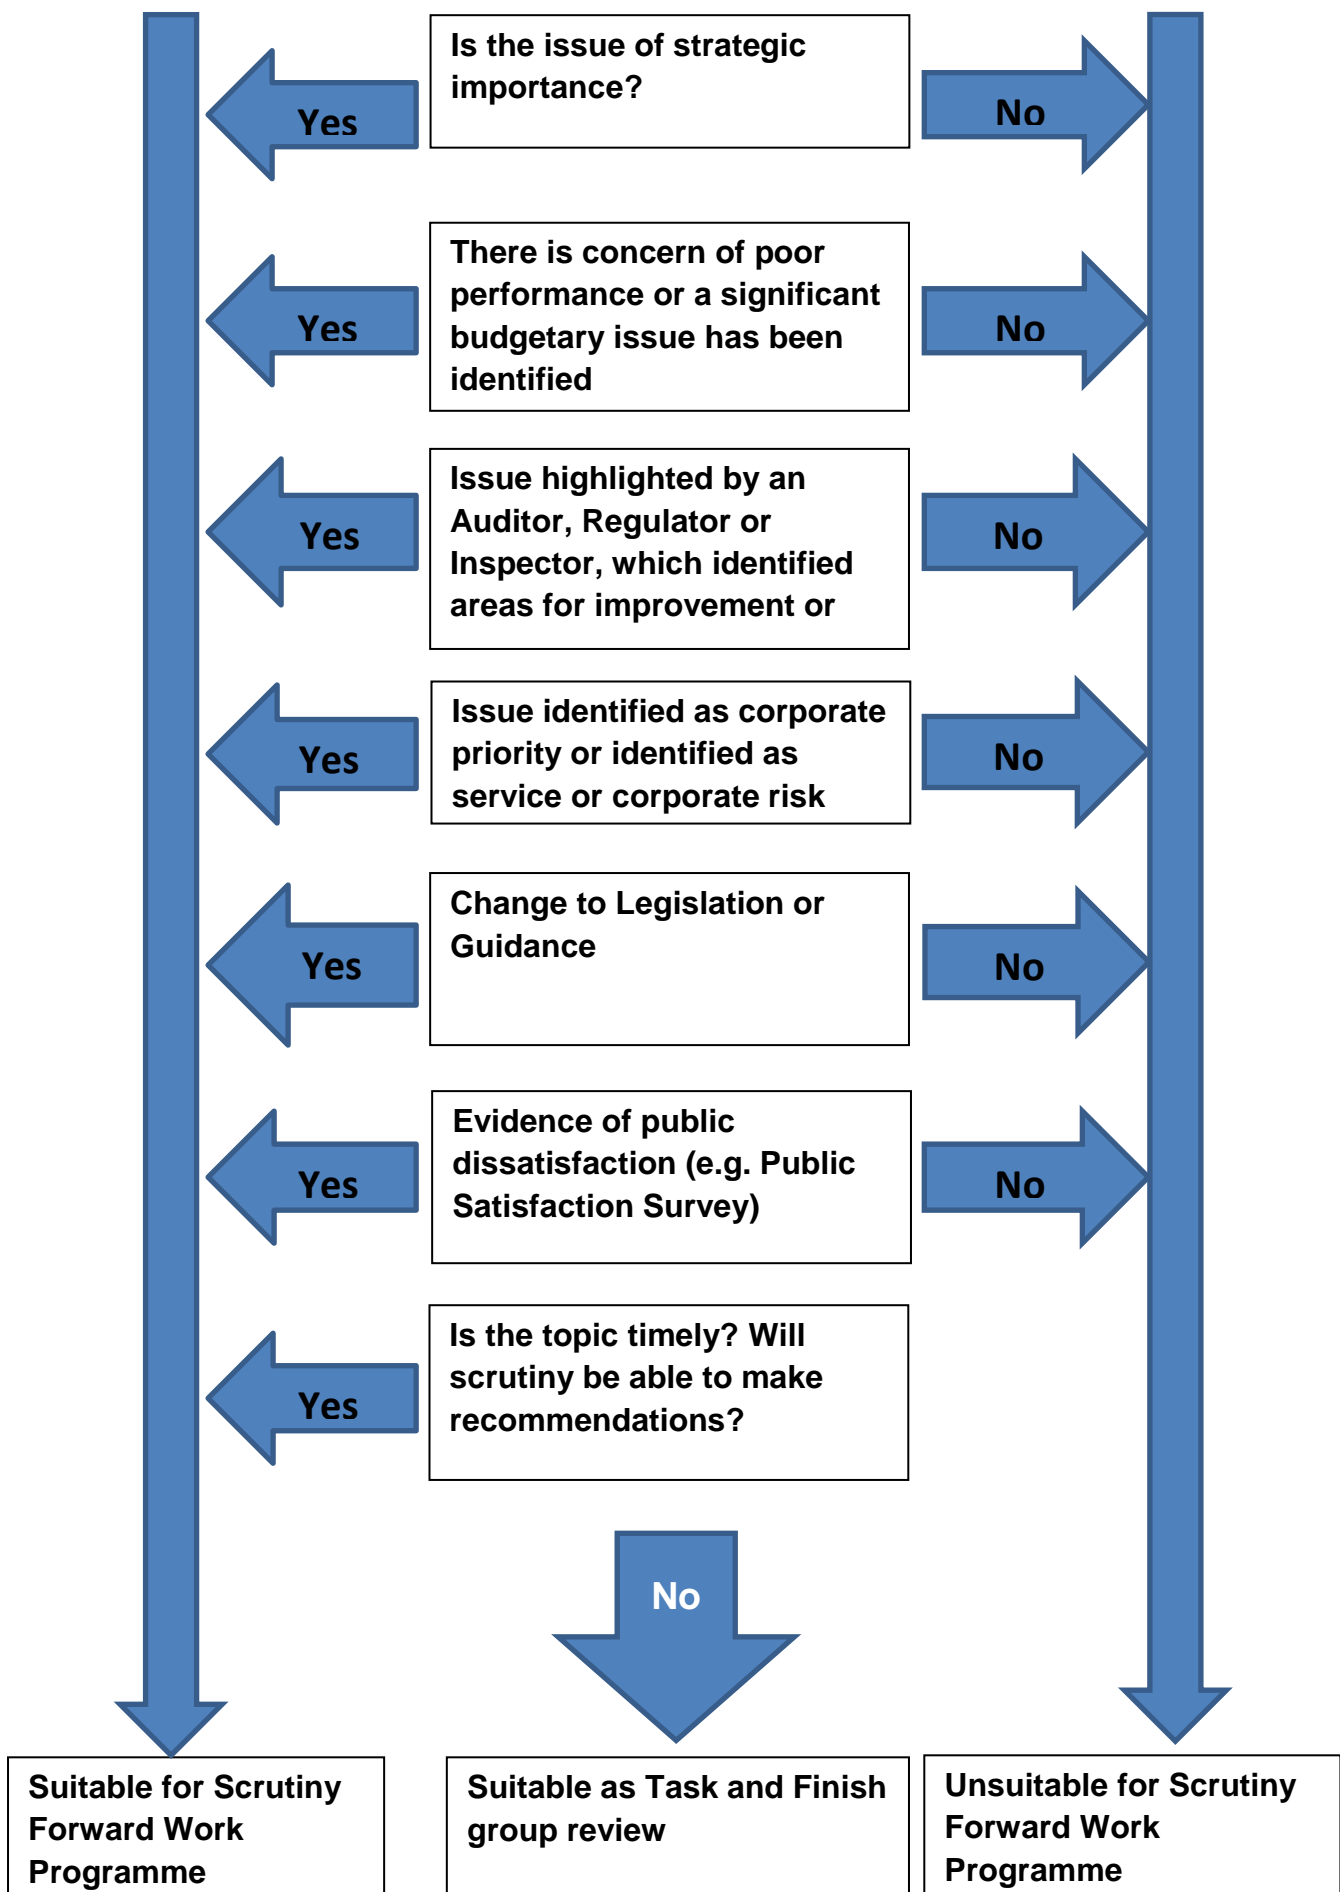 Is the issue of strategic
importance?
Yes
No
There is concern of poor
performance or a significant
budgetary issue has been
identified
Yes
No
Issue highlighted by an
Auditor, Regulator or
Inspector, which identified
areas for improvement or
Yes
No
Issue identified as corporate
priority or identified as
service or corporate risk
Yes
No
Change to Legislation or
Guidance
Yes
No
Evidence of public
dissatisfaction (e.g. Public
Satisfaction Survey)
Yes
No
Is the topic timely? Will
scrutiny be able to make
recommendations?
Yes
No
Suitable for Scrutiny
Forward Work
Programme
Suitable as Task and Finish
group review
Unsuitable for Scrutiny
Forward Work
Programme